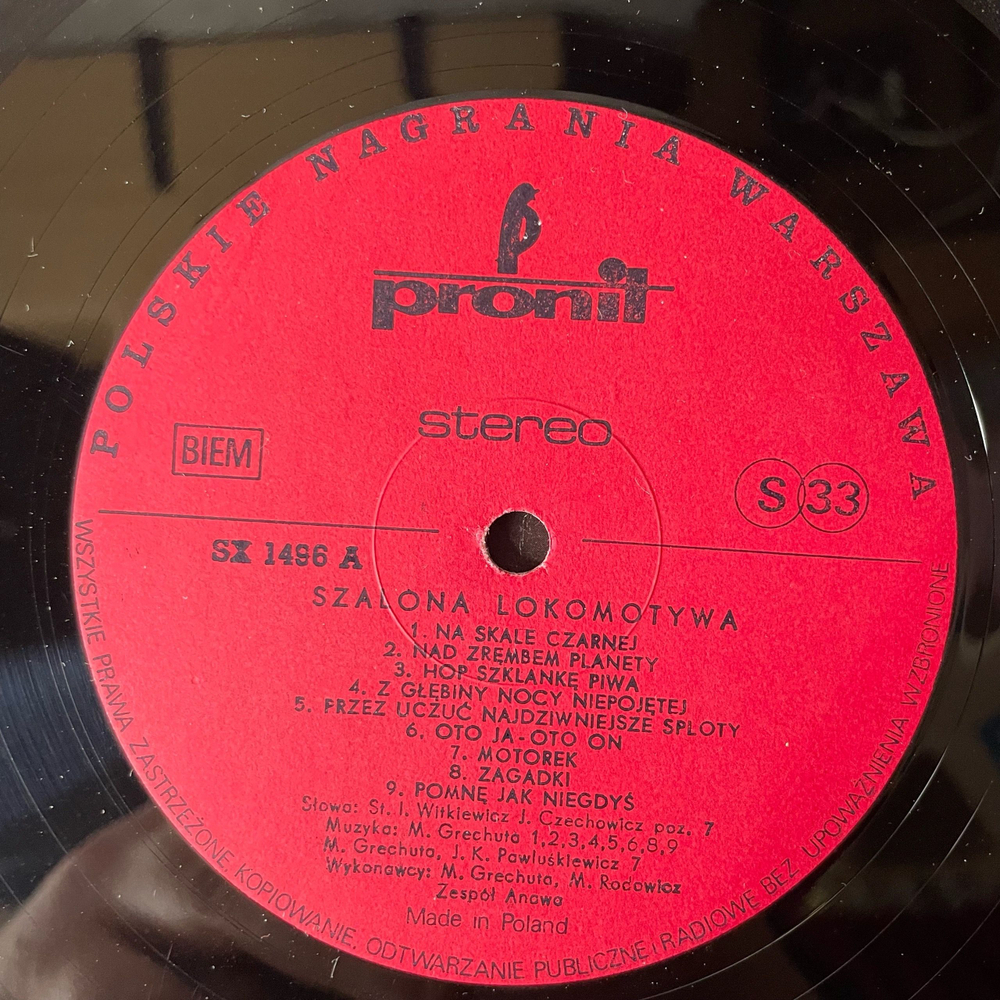 POLSKIE NAGRANIA WARSZAWA
pronit
stereo
BIEM
S 33
SX 1496 A
SZALONA LOKOMOTYWA
1. NA SKALE CZARNEJ
2. NAD ZRĘMBEM PLANETY
3. HOP SZKLANKĘ PIWA
4. Z GŁĘBINY NOCY NIEPOJĘTEJ
5. PRZEZ UCZUĆ NAJDZIWNIEJSZE SPLOTY
6. OTO JA-OTO ON
7. MOTOREK
8. ZAGADKI
9. POMNĘ JAK NIEGDYŚ
Słowa: St. I. Witkiewicz J. Czechowicz poz. 7
Muzyka: M. Grechuta 1,2,3,4,5,6,8,9
M. Grechuta, J. K. Pawluśkiewicz 7
Wykonawcy: M. Grechuta, M. Rodowicz
Zespół Anawa
Made in Poland
WSZYSTKIE PRAWA ZASTRZEŻONE. KOPIOWANIE, ODTWARZANIE PUBLICZNE I RADIOWE BEZ UPOWAŻNIENIA WZBRONIONE